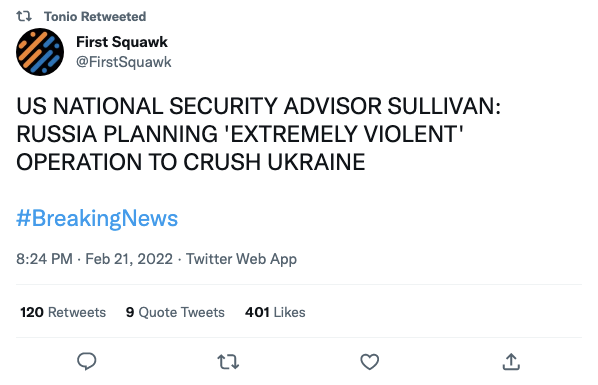 Tonio Retweeted
First Squawk
@FirstSquawk
US NATIONAL SECURITY ADVISOR SULLIVAN:
RUSSIA PLANNING 'EXTREMELY VIOLENT'
OPERATION TO CRUSH UKRAINE
#BreakingNews
8:24 PM · Feb 21, 2022 · Twitter Web App
120 Retweets 9 Quote Tweets 401 Likes